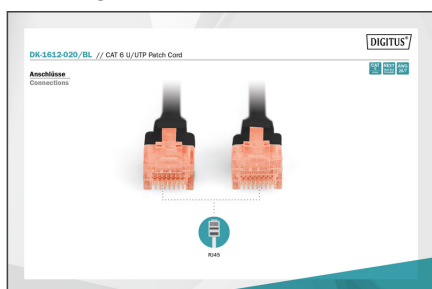 DIGITUS®
DK-1612-020/BL // CAT 6 U/UTP Patch Cord
Anschlüsse
Connections
RJ45